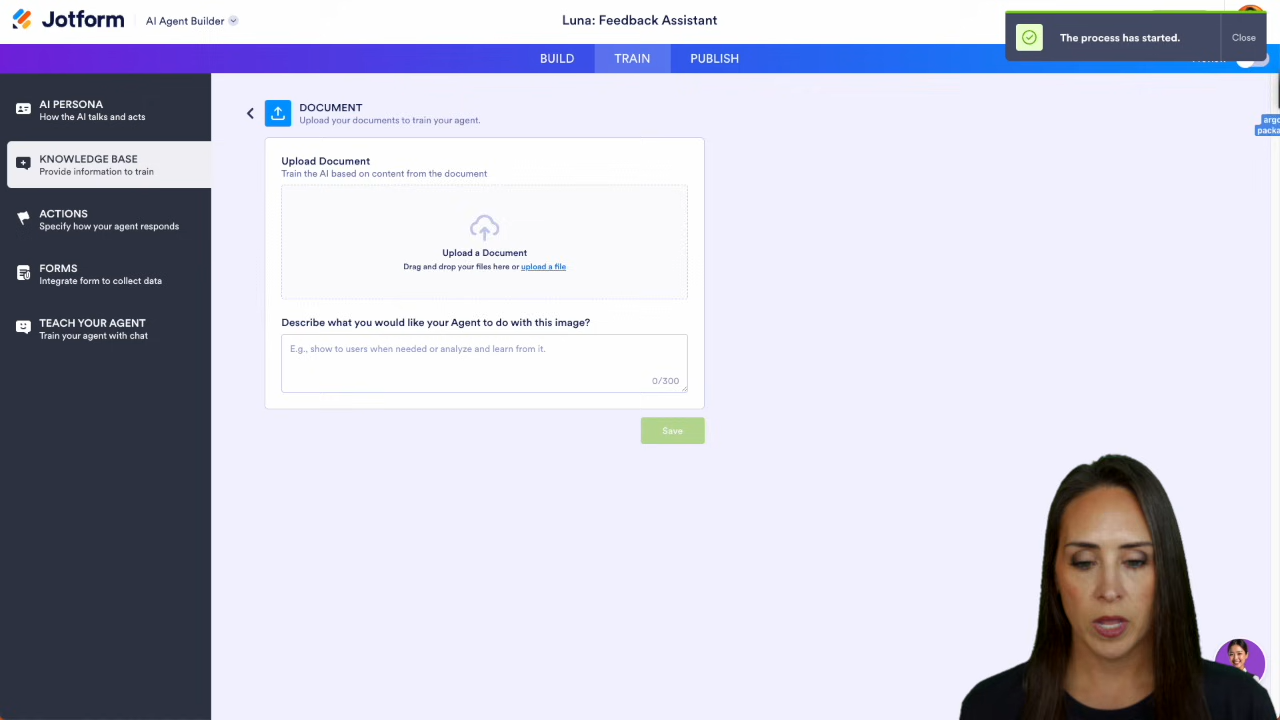 Jotform
AI Agent Builder
Luna: Feedback Assistant
The process has started.
Close
BUILD
TRAIN
PUBLISH
AI PERSONA
How the AI talks and acts
KNOWLEDGE BASE
Provide information to train
ACTIONS
Specify how your agent responds
FORMS
Integrate form to collect data
TEACH YOUR AGENT
Train your agent with chat
DOCUMENT
Upload your documents to train your agent.
Upload Document
Train the AI based on content from the document
Upload a Document
Drag and drop your files here or upload a file
Describe what you would like your Agent to do with this image?
E.g., show to users when needed or analyze and learn from it.
0/300
Save